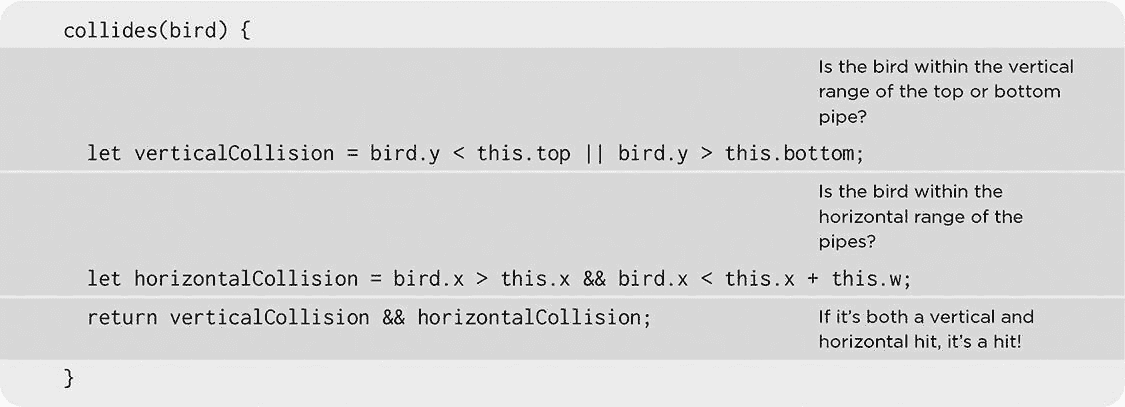 collides(bird) {
Is the bird within the vertical
range of the top or bottom
pipe?
let verticalCollision = bird.y < this.top || bird.y > this.bottom;
Is the bird within the
horizontal range of the
pipes?
let horizontalCollision = bird.x > this.x && bird.x < this.x + this.w;
return verticalCollision && horizontalCollision;
If it’s both a vertical and
horizontal hit, it’s a hit!
}